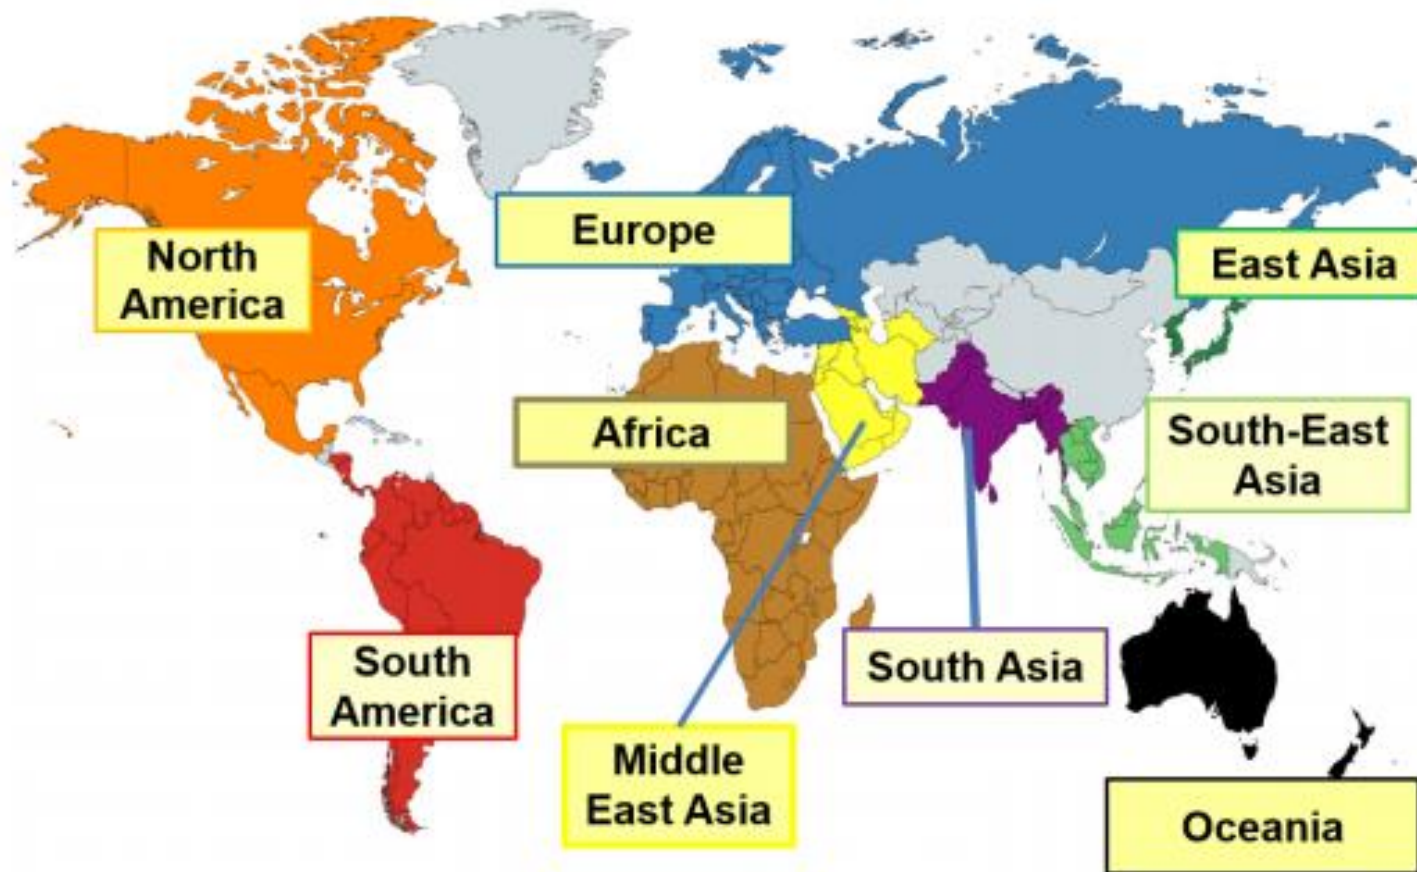 Europe
North
America
East Asia
Africa
South-East
Asia
South Asia
South
America
Middle
East Asia
Oceania